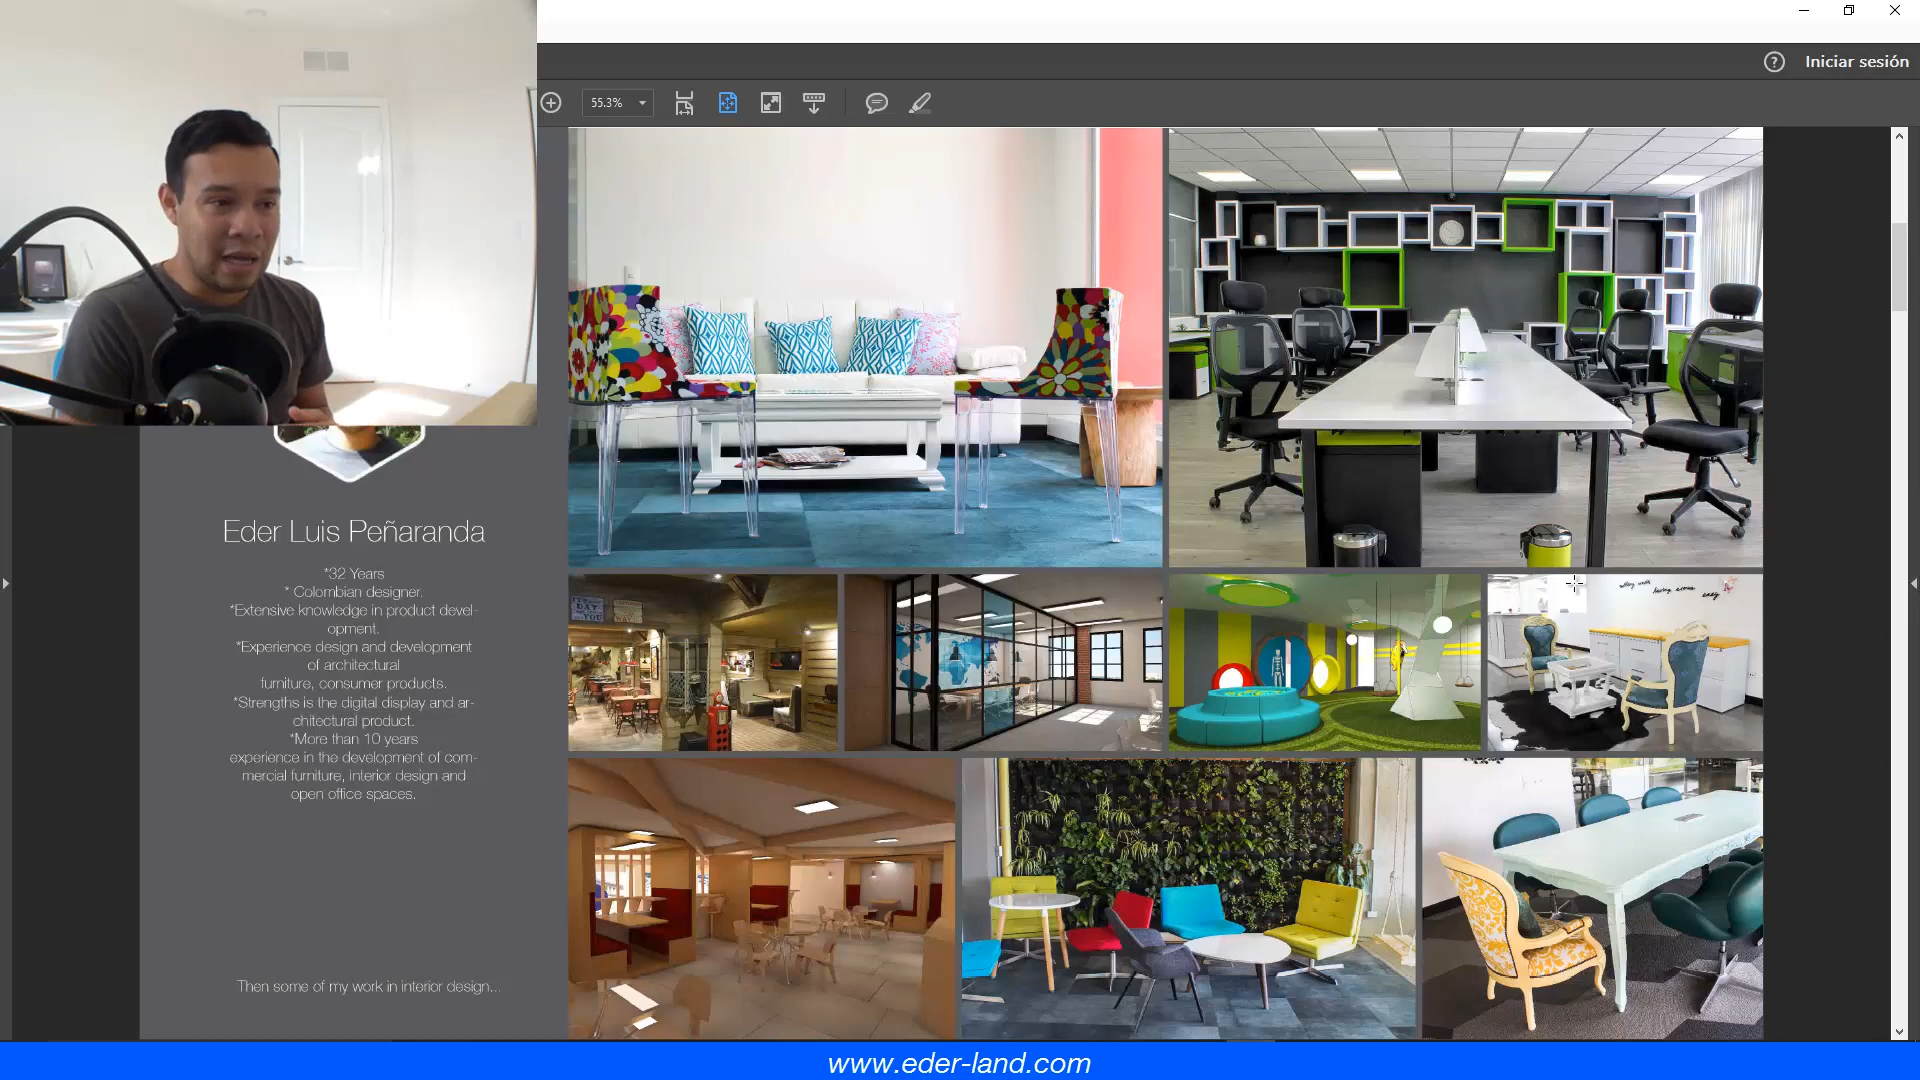 Iniciar sesión
55.3%
Eder Luis Peñaranda
*32 Years
* Colombian designer.
*Extensive knowledge in product devel-
opment.
*Experience design and development
of architectural
furniture, consumer products.
*Strengths is the digital display and ar-
chitectural product.
*More than 10 years
experience in the development of com-
mercial furniture, interior design and
open office spaces.
Then some of my work in interior design...
www.eder-land.com